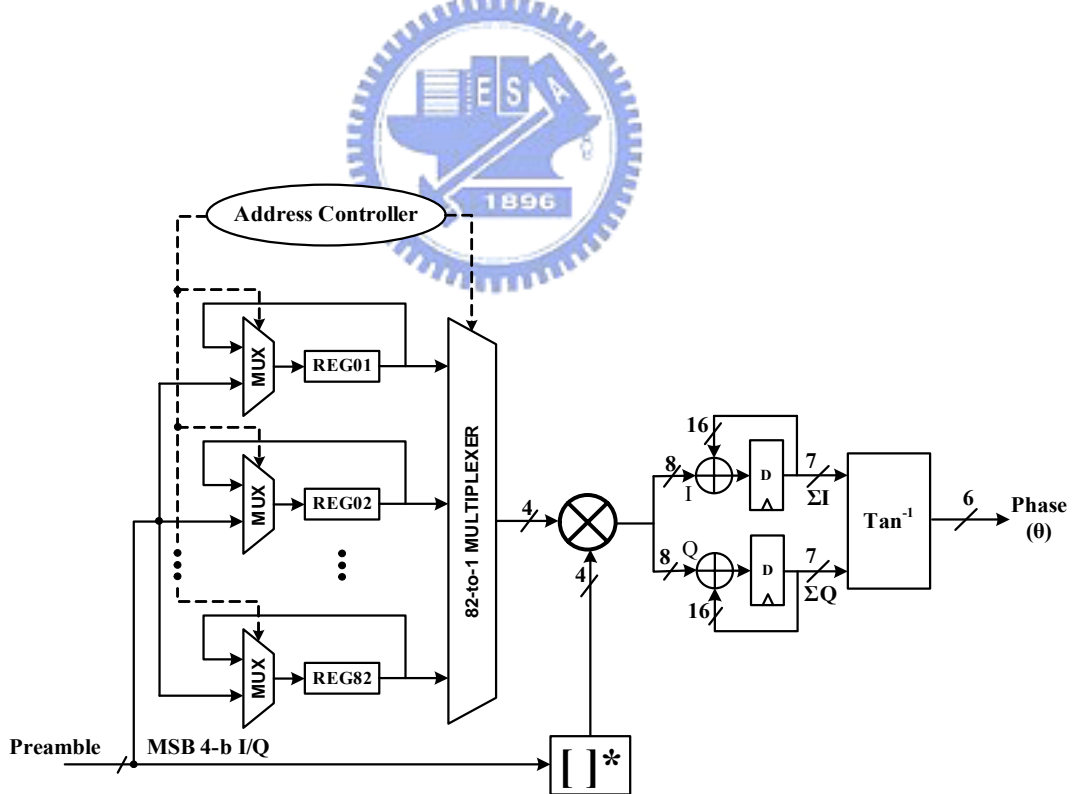 E S A
1896
Address Controller
MUX
REG01
MUX
REG02
MUX
REG82
82-to-1 MULTIPLEXER
4
4
[ ]*
Preamble
MSB 4-b I/Q
8
I
16
D
7
ΣI
8
Q
16
D
7
ΣQ
Tan⁻¹
6
Phase
(θ)